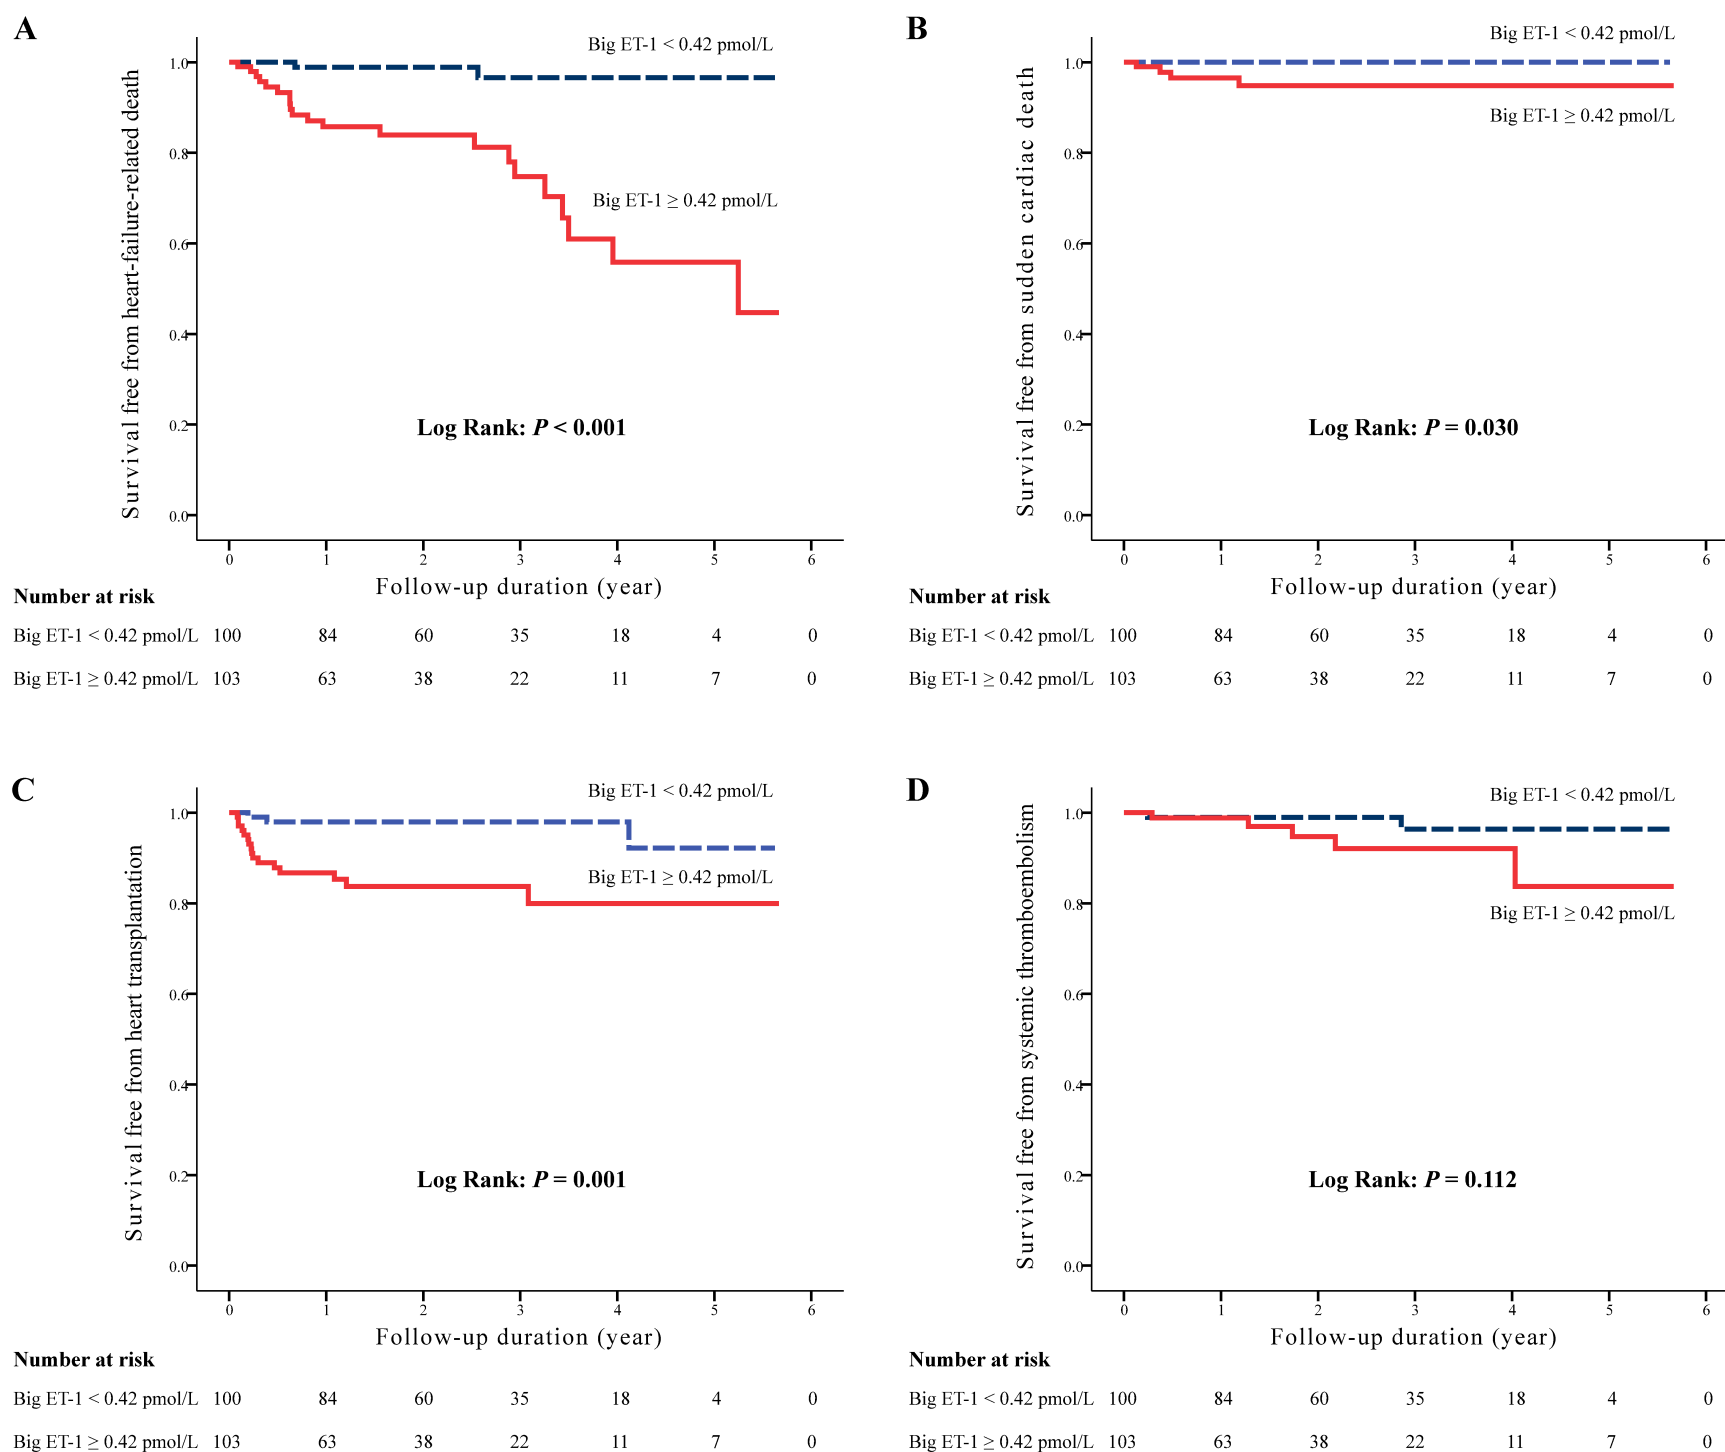 A
Survival free from heart-failure-related death
1.0
0.8
0.6
0.4
0.2
0.0
Big ET-1 < 0.42 pmol/L
Big ET-1 ≥ 0.42 pmol/L
Log Rank: P < 0.001
0 1 2 3 4 5 6
Follow-up duration (year)
Number at risk
Big ET-1 < 0.42 pmol/L 100 84 60 35 18 4 0
Big ET-1 ≥ 0.42 pmol/L 103 63 38 22 11 7 0
B
Survival free from sudden cardiac death
1.0
0.8
0.6
0.4
0.2
0.0
Big ET-1 < 0.42 pmol/L
Big ET-1 ≥ 0.42 pmol/L
Log Rank: P = 0.030
0 1 2 3 4 5 6
Follow-up duration (year)
Number at risk
Big ET-1 < 0.42 pmol/L 100 84 60 35 18 4 0
Big ET-1 ≥ 0.42 pmol/L 103 63 38 22 11 7 0
C
Survival free from heart transplantation
1.0
0.8
0.6
0.4
0.2
0.0
Big ET-1 < 0.42 pmol/L
Big ET-1 ≥ 0.42 pmol/L
Log Rank: P = 0.001
0 1 2 3 4 5 6
Follow-up duration (year)
Number at risk
Big ET-1 < 0.42 pmol/L 100 84 60 35 18 4 0
Big ET-1 ≥ 0.42 pmol/L 103 63 38 22 11 7 0
D
Survival free from systemic thromboembolism
1.0
0.8
0.6
0.4
0.2
0.0
Big ET-1 < 0.42 pmol/L
Big ET-1 ≥ 0.42 pmol/L
Log Rank: P = 0.112
0 1 2 3 4 5 6
Follow-up duration (year)
Number at risk
Big ET-1 < 0.42 pmol/L 100 84 60 35 18 4 0
Big ET-1 ≥ 0.42 pmol/L 103 63 38 22 11 7 0